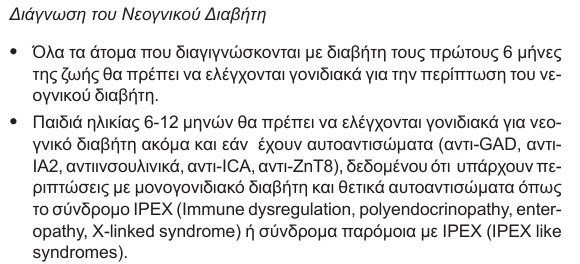 Διάγνωση του Νεογνικού Διαβήτη
• Όλα τα άτομα που διαγιγνώσκονται με διαβήτη τους πρώτους 6 μήνες
της ζωής θα πρέπει να ελέγχονται γονιδιακά για την περίπτωση του νε-
ογνικού διαβήτη.
• Παιδιά ηλικίας 6-12 μηνών θα πρέπει να ελέγχονται γονιδιακά για νεο-
γνικό διαβήτη ακόμα και εάν έχουν αυτοαντισώματα (αντι-GAD, αντι-
IA2, αντιινσουλινικά, αντι-ICA, αντι-ZnT8), δεδομένου ότι υπάρχουν πε-
ριπτώσεις με μονογονιδιακό διαβήτη και θετικά αυτοαντισώματα όπως
το σύνδρομο IPEX (Immune dysregulation, polyendocrinopathy, enter-
opathy, X-linked syndrome) ή σύνδρομα παρόμοια με IPEX (IPEX like
syndromes).